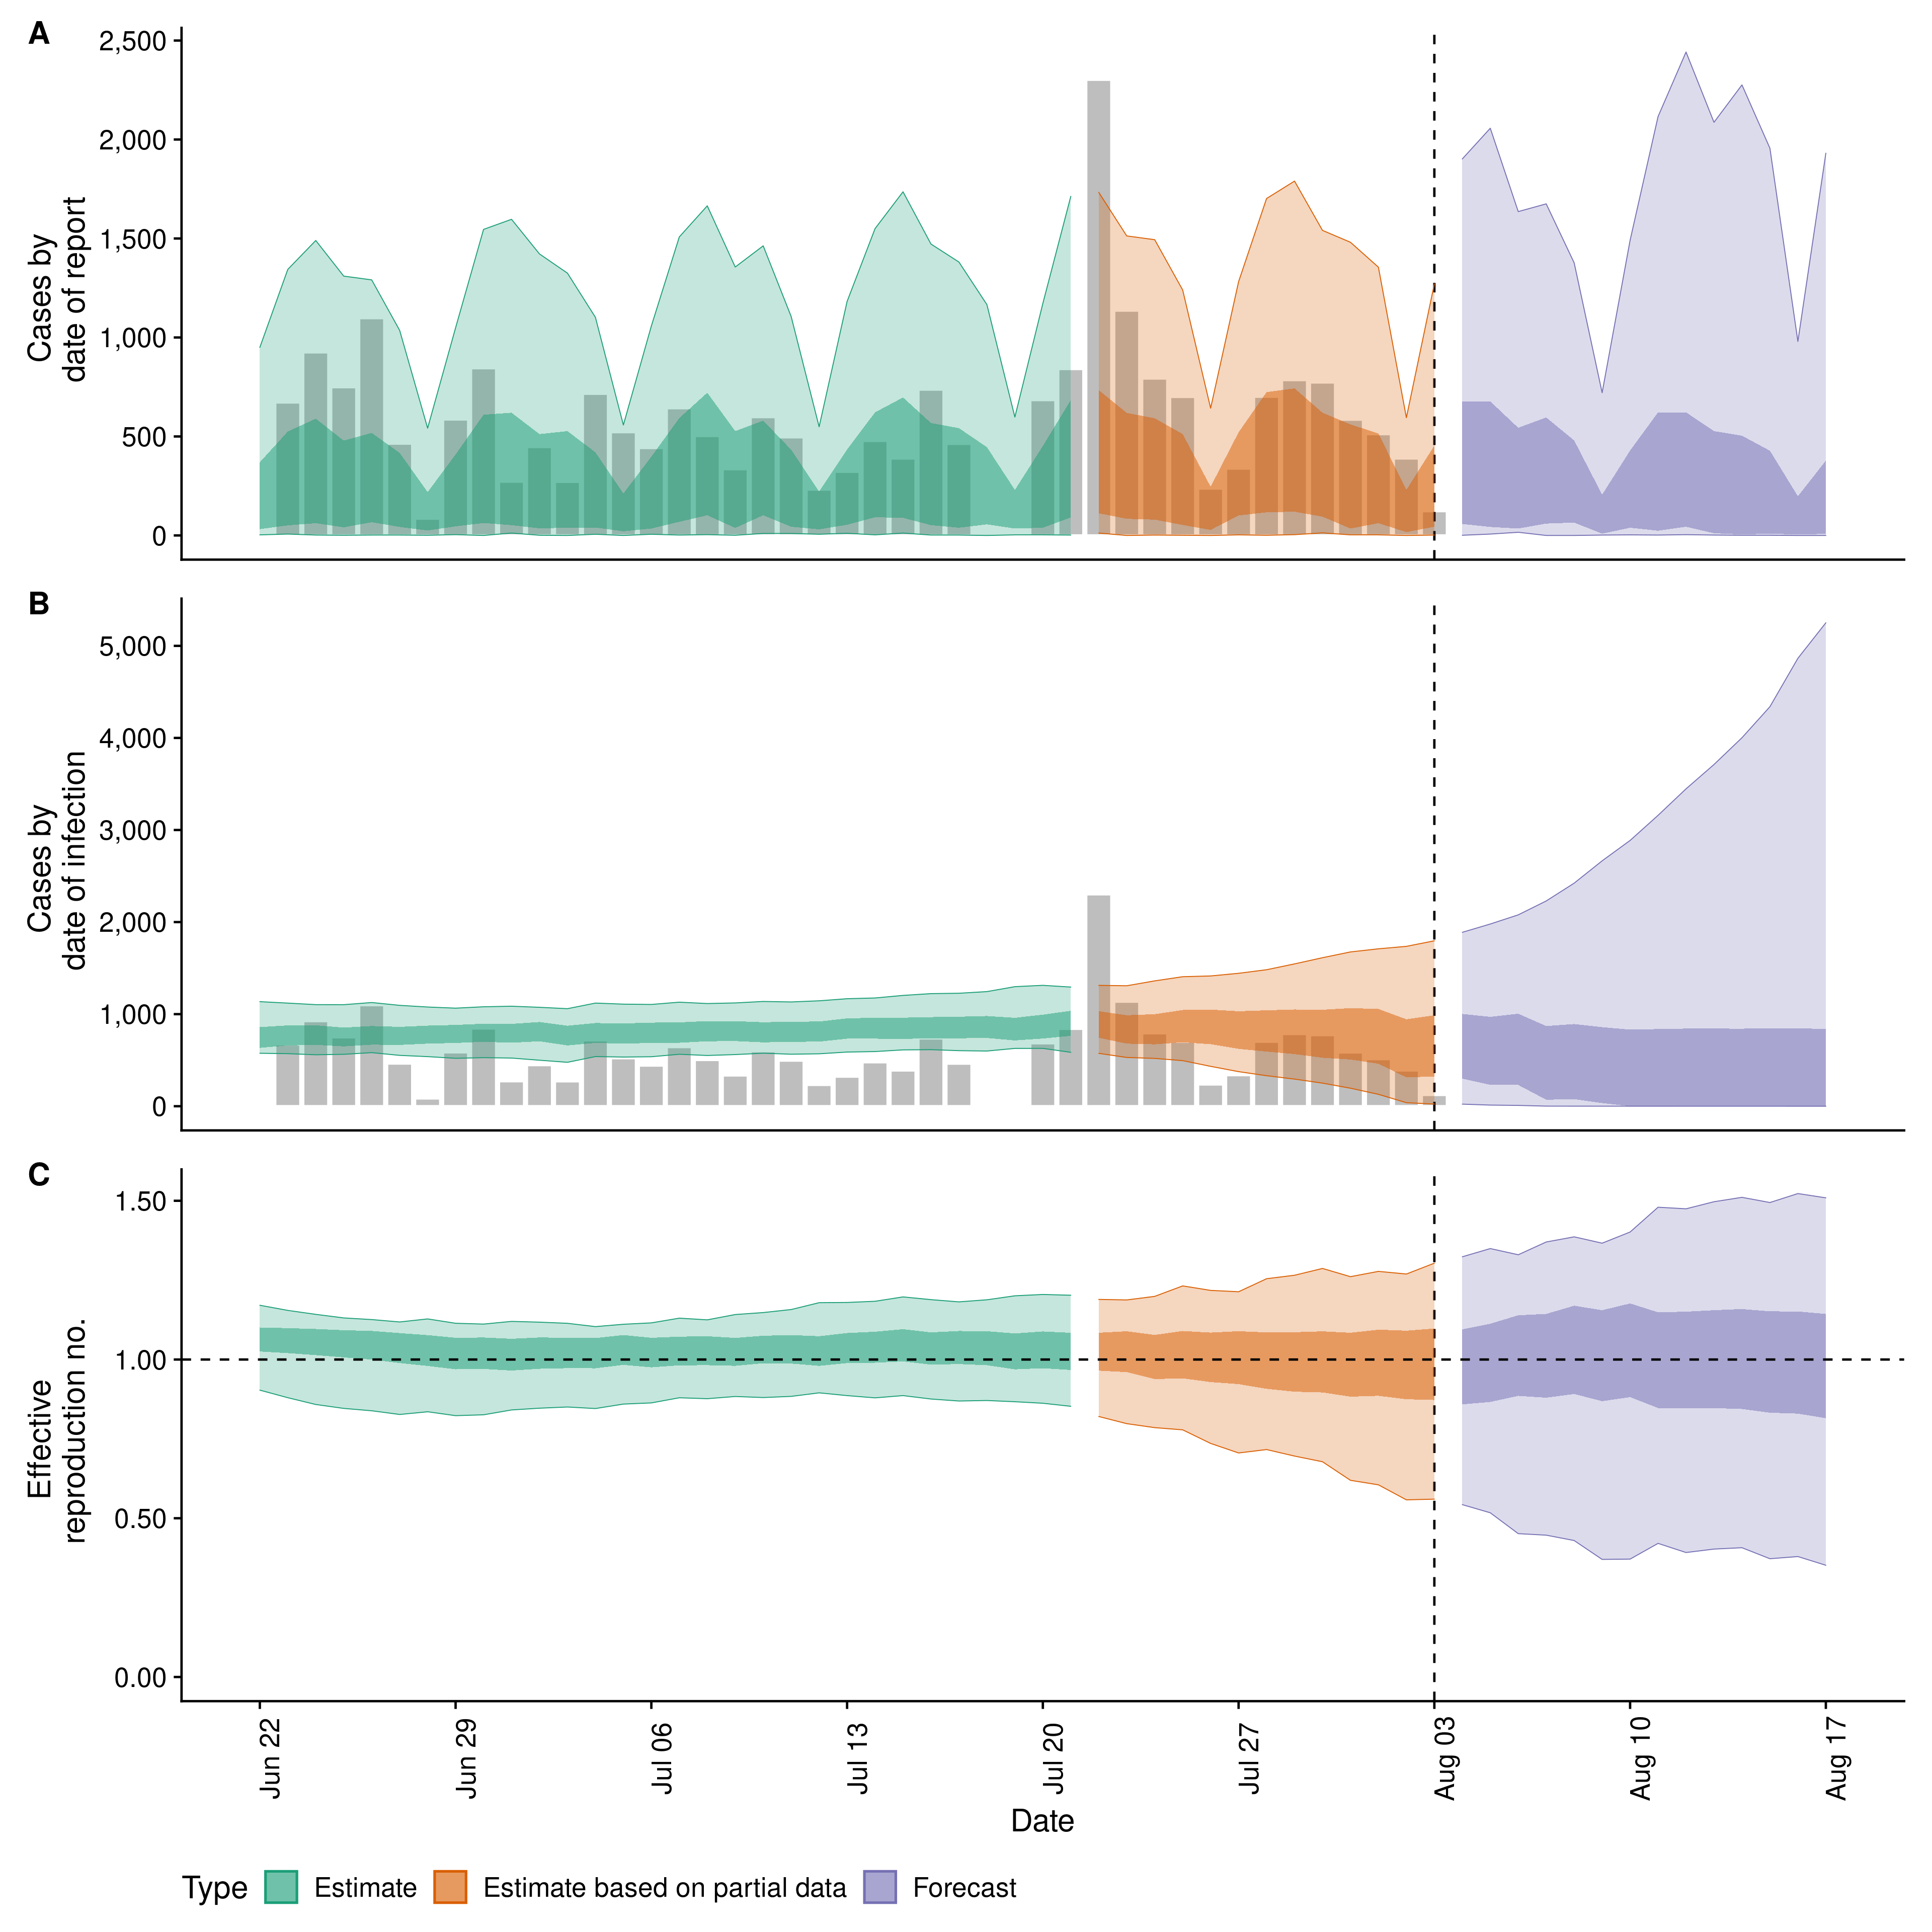 A
2,500
2,000
1,500
1,000
500
0
Cases by
date of report
B
5,000
4,000
3,000
2,000
1,000
0
Cases by
date of infection
C
1.50
1.00
0.50
0.00
Effective
reproduction no.
Jun 22
Jun 29
Jul 06
Jul 13
Jul 20
Jul 27
Aug 03
Aug 10
Aug 17
Date
Type
Estimate
Estimate based on partial data
Forecast